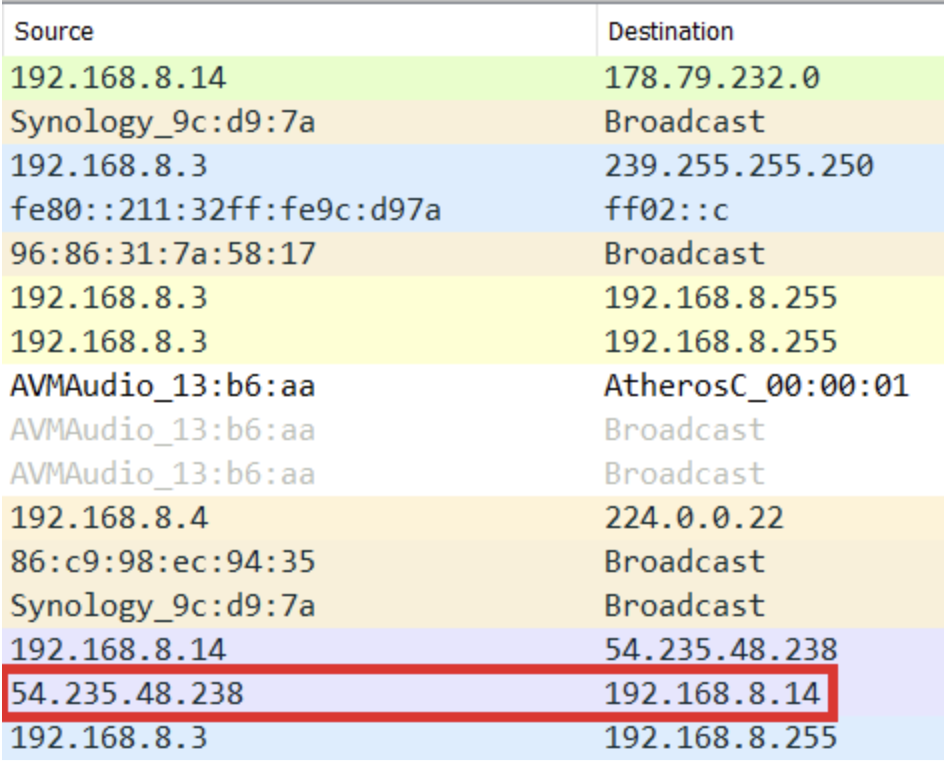 Source Destination
192.168.8.14 178.79.232.0
Synology_9c:d9:7a Broadcast
192.168.8.3 239.255.255.250
fe80::211:32ff:fe9c:d97a ff02::c
96:86:31:7a:58:17 Broadcast
192.168.8.3 192.168.8.255
192.168.8.3 192.168.8.255
AVMAudio_13:b6:aa AtherosC_00:00:01
AVMAudio_13:b6:aa Broadcast
AVMAudio_13:b6:aa Broadcast
192.168.8.4 224.0.0.22
86:c9:98:ec:94:35 Broadcast
Synology_9c:d9:7a Broadcast
192.168.8.14 54.235.48.238
54.235.48.238 192.168.8.14
192.168.8.3 192.168.8.255